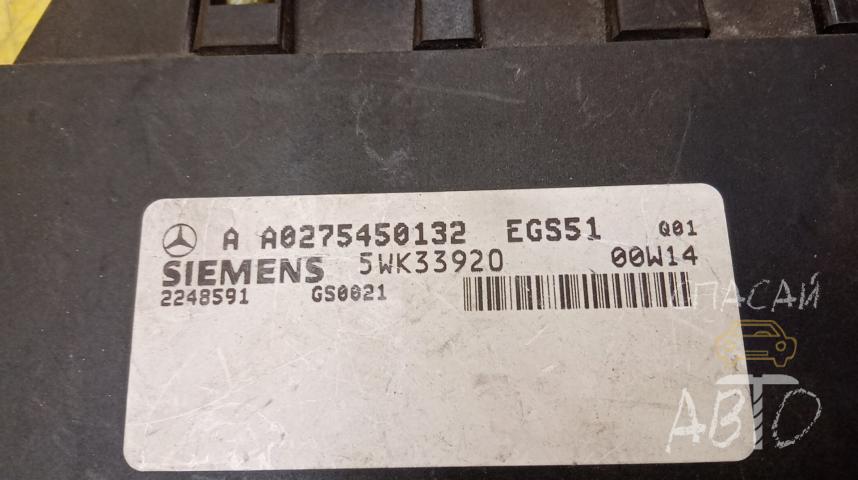 A A0275450132 EGS51 Q01
SIEMENS 5WK33920 00W14
2248591 GS0021
СПАСАЙ
АВТО